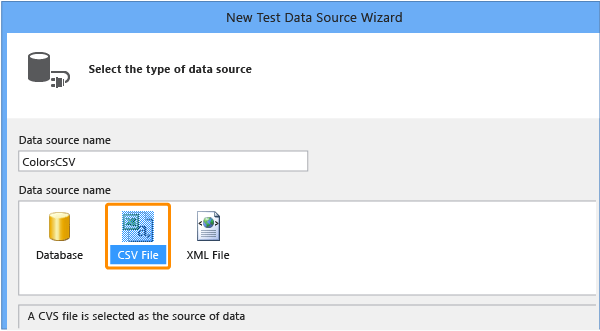 New Test Data Source Wizard
Select the type of data source
Data source name
ColorsCSV
Data source name
Database CSV File XML File
A CVS file is selected as the source of data